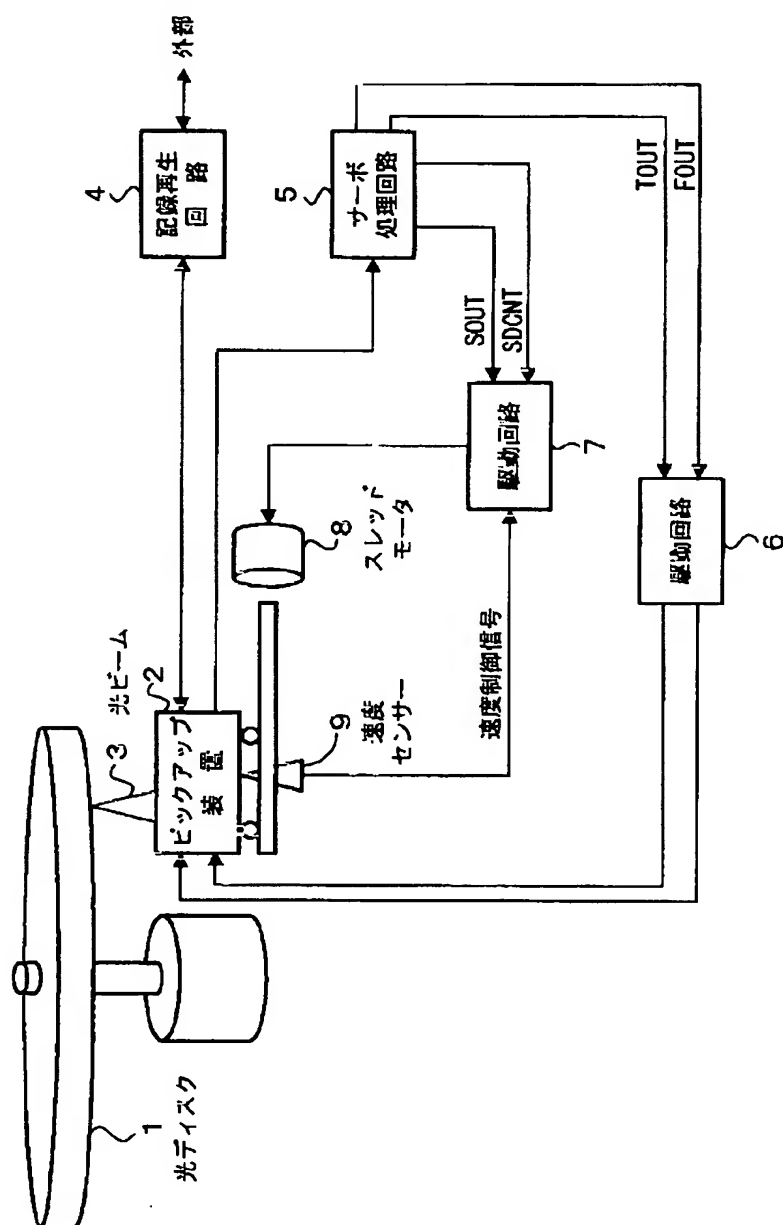 1
光ディスク
3
光ビーム
2
ピックアップ
装 置
9
速度
センサー
8
スレッド
モータ
4
記録再生
回 路
外部
5
サーボ
処理回路
SOUT
SDCNT
駆動回路
7
速度制御信号
TOUT
FOUT
駆動回路
6